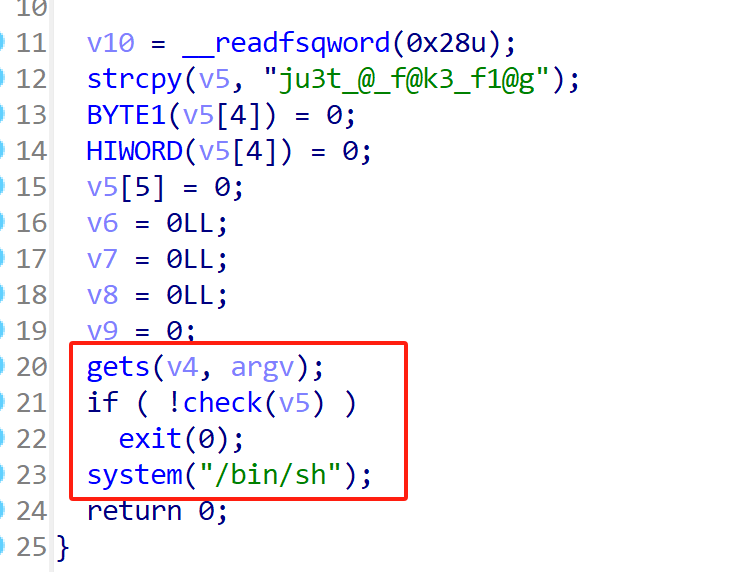 10
11 v10 = __readfsqword(0x28u);
12 strcpy(v5, "ju3t_@_f@k3_f1@g");
13 BYTE1(v5[4]) = 0;
14 HIWORD(v5[4]) = 0;
15 v5[5] = 0;
16 v6 = 0LL;
17 v7 = 0LL;
18 v8 = 0LL;
19 v9 = 0;
20 gets(v4, argv);
21 if ( !check(v5) )
22 exit(0);
23 system("/bin/sh");
24 return 0;
25 }